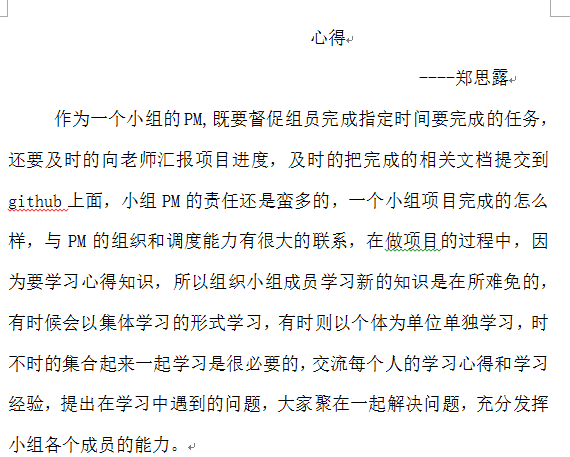 心得
----郑思露
作为一个小组的PM,既要督促组员完成指定时间要完成的任务，
还要及时的向老师汇报项目进度，及时的把完成的相关文档提交到
github上面，小组PM的责任还是蛮多的，一个小组项目完成的怎么
样，与PM的组织和调度能力有很大的联系，在做项目的过程中，因
为要学习心得知识，所以组织小组成员学习新的知识是在所难免的，
有时候会以集体学习的形式学习，有时则以个体为单位单独学习，时
不时的集合起来一起学习是很必要的，交流每个人的学习心得和学习
经验，提出在学习中遇到的问题，大家聚在一起解决问题，充分发挥
小组各个成员的能力。